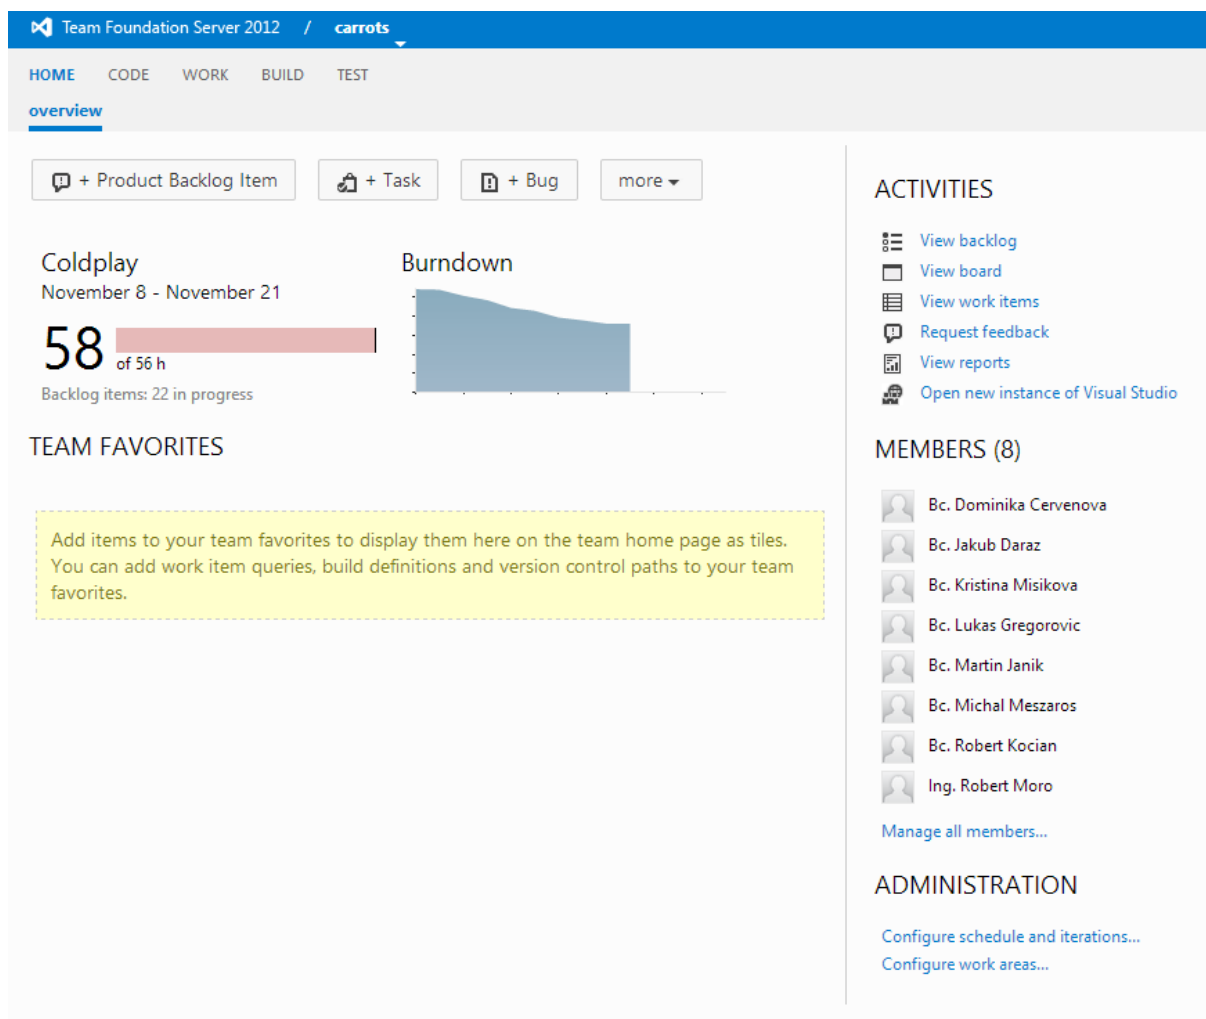 Team Foundation Server 2012 / carrots
HOME CODE WORK BUILD TEST
overview
+ Product Backlog Item + Task + Bug more
Coldplay
November 8 - November 21
58 of 56 h
Backlog items: 22 in progress
Burndown
TEAM FAVORITES
Add items to your team favorites to display them here on the team home page as tiles.
You can add work item queries, build definitions and version control paths to your team
favorites.
ACTIVITIES
View backlog
View board
View work items
Request feedback
View reports
Open new instance of Visual Studio
MEMBERS (8)
Bc. Dominika Cervenova
Bc. Jakub Daraz
Bc. Kristina Misikova
Bc. Lukas Gregorovic
Bc. Martin Janik
Bc. Michal Meszaros
Bc. Robert Kocian
Ing. Robert Moro
Manage all members...
ADMINISTRATION
Configure schedule and iterations...
Configure work areas...